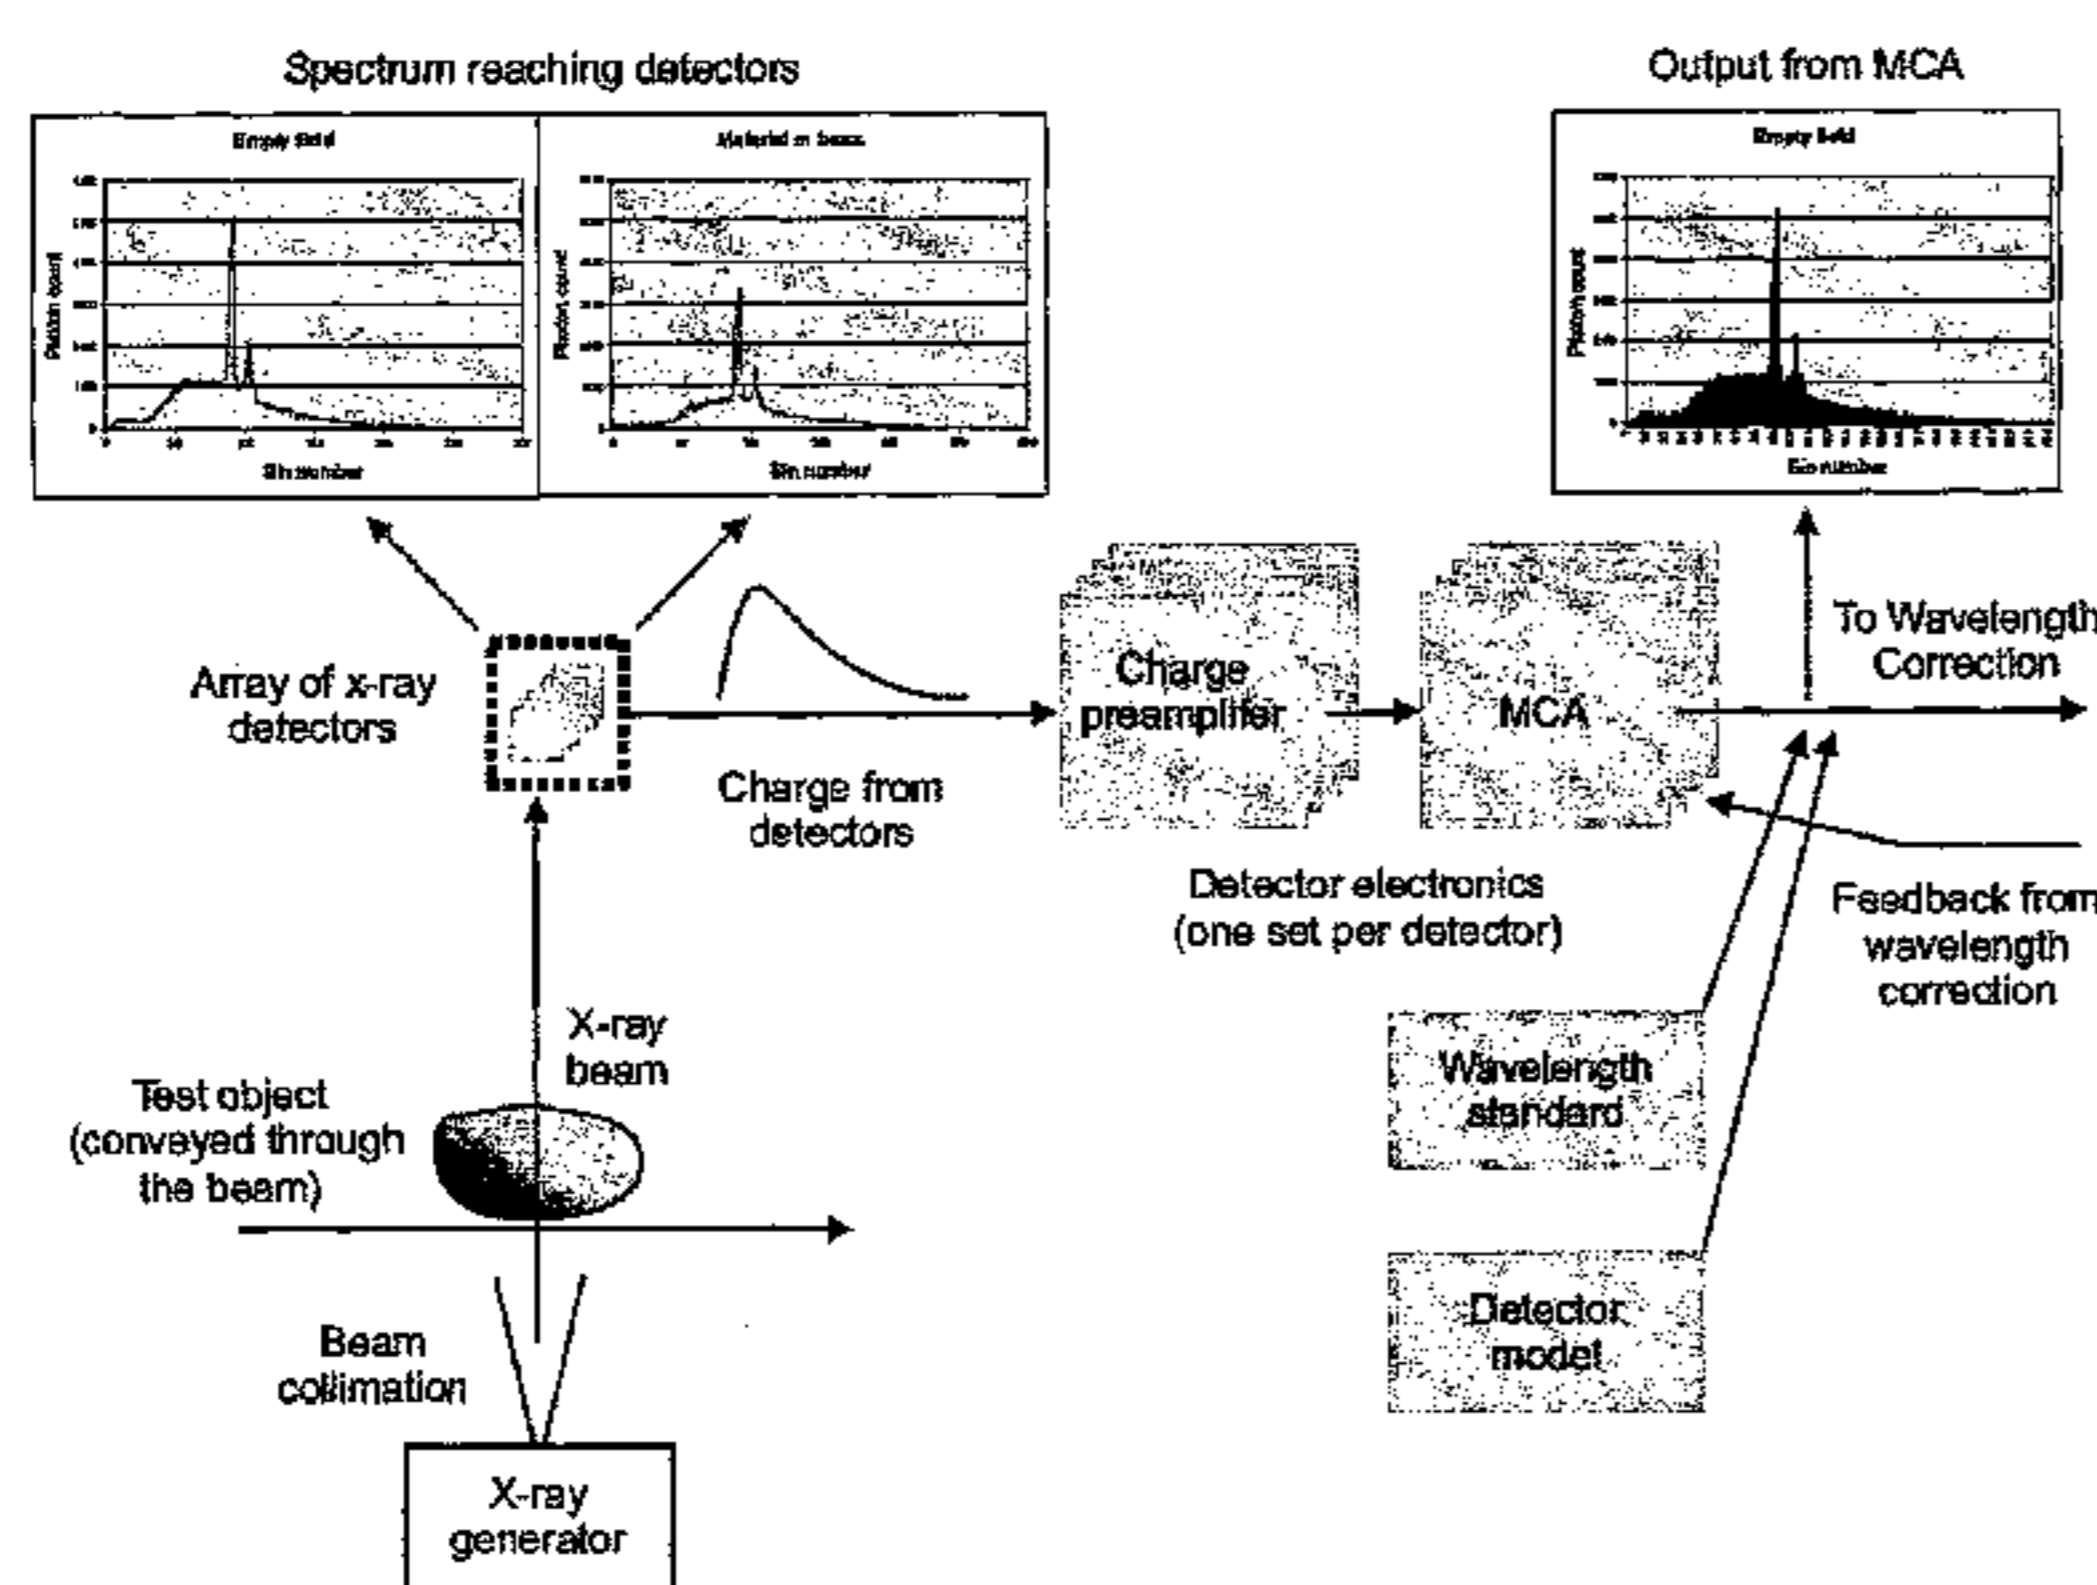 Spectrum reaching detectors
Output from MCA
Empty field
Material in beam
Empty field
Photon count
Photon count
Photon count
Bin number
Bin number
Bin number
Array of x-ray
detectors
Charge from
detectors
Charge
preamplifier
MCA
To Wavelength
Correction
Detector electronics
(one set per detector)
Feedback from
wavelength
correction
X-ray
beam
Test object
(conveyed through
the beam)
Wavelength
standard
Detector
model
Beam
collimation
X-ray
generator